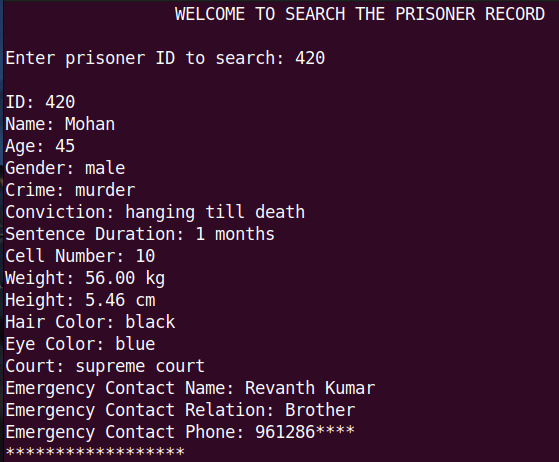 WELCOME TO SEARCH THE PRISONER RECORD
Enter prisoner ID to search: 420
ID: 420
Name: Mohan
Age: 45
Gender: male
Crime: murder
Conviction: hanging till death
Sentence Duration: 1 months
Cell Number: 10
Weight: 56.00 kg
Height: 5.46 cm
Hair Color: black
Eye Color: blue
Court: supreme court
Emergency Contact Name: Revanth Kumar
Emergency Contact Relation: Brother
Emergency Contact Phone: 961286****
******************